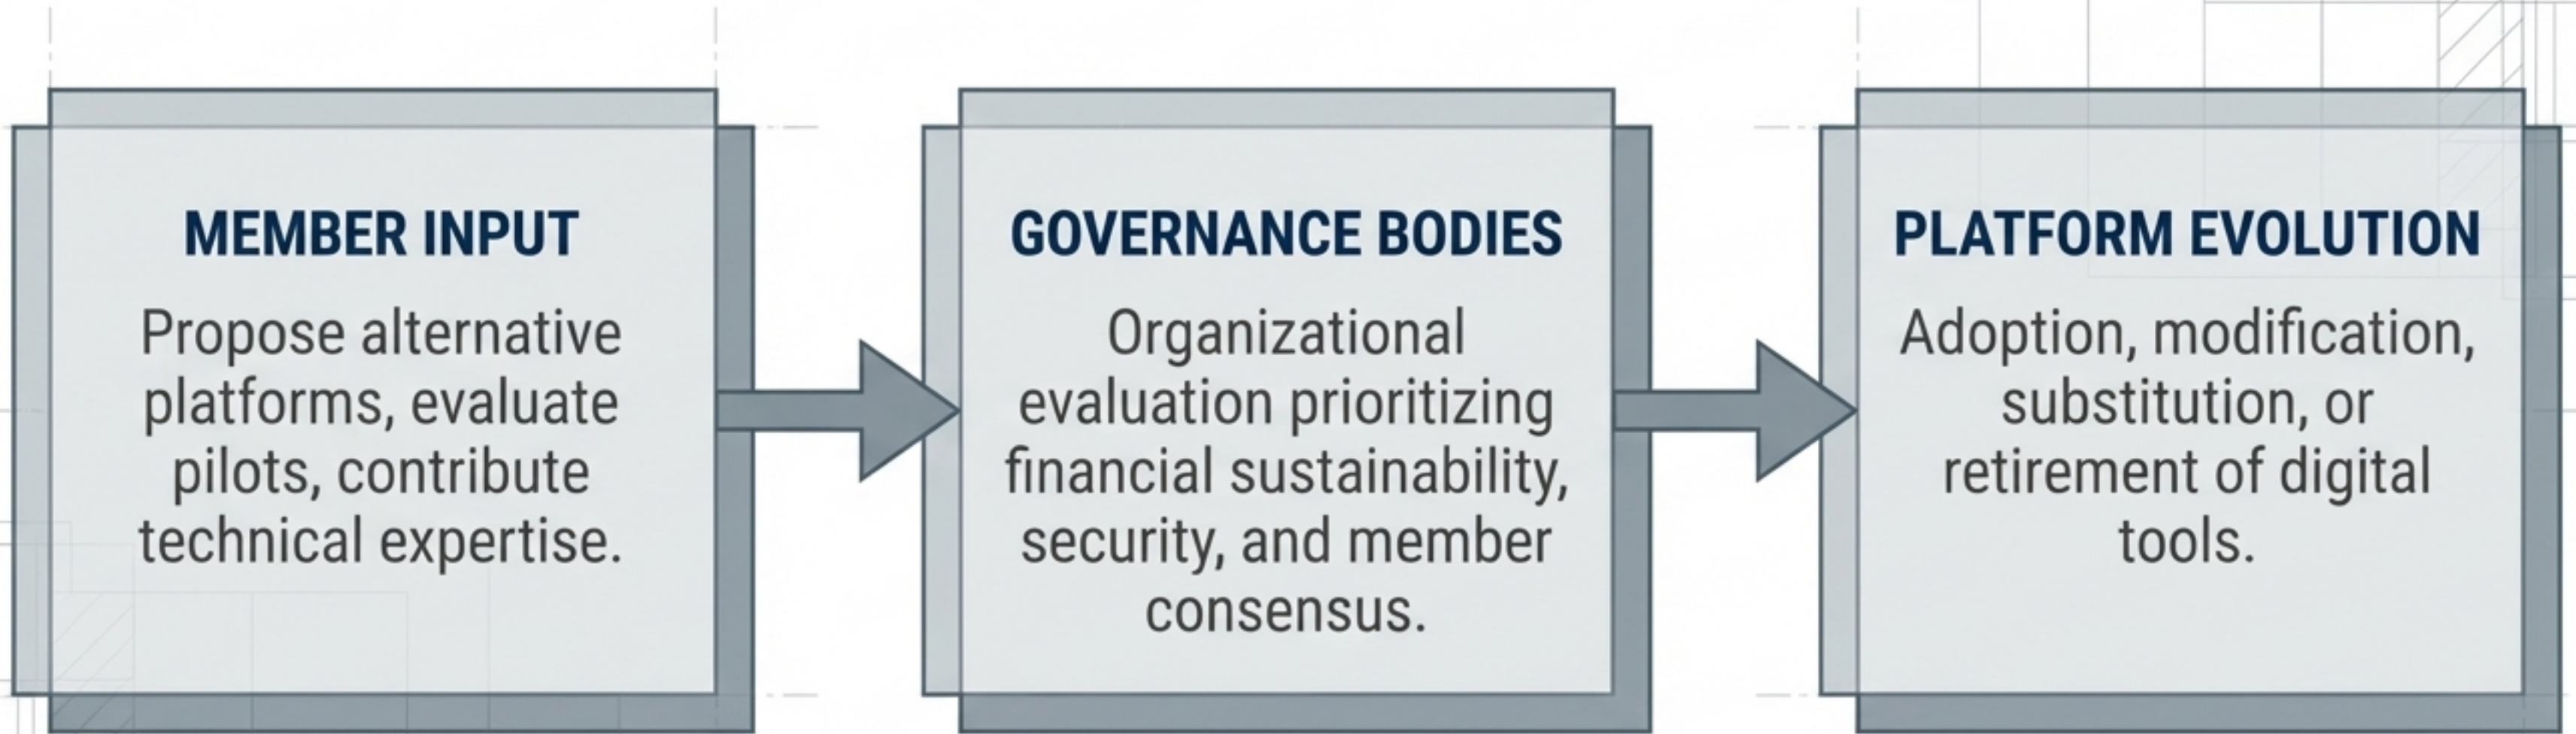 MEMBER INPUT
Propose alternative
platforms, evaluate
pilots, contribute
technical expertise.
GOVERNANCE BODIES
Organizational
evaluation prioritizing
financial sustainability,
security, and member
consensus.
PLATFORM EVOLUTION
Adoption, modification,
substitution, or
retirement of digital
tools.